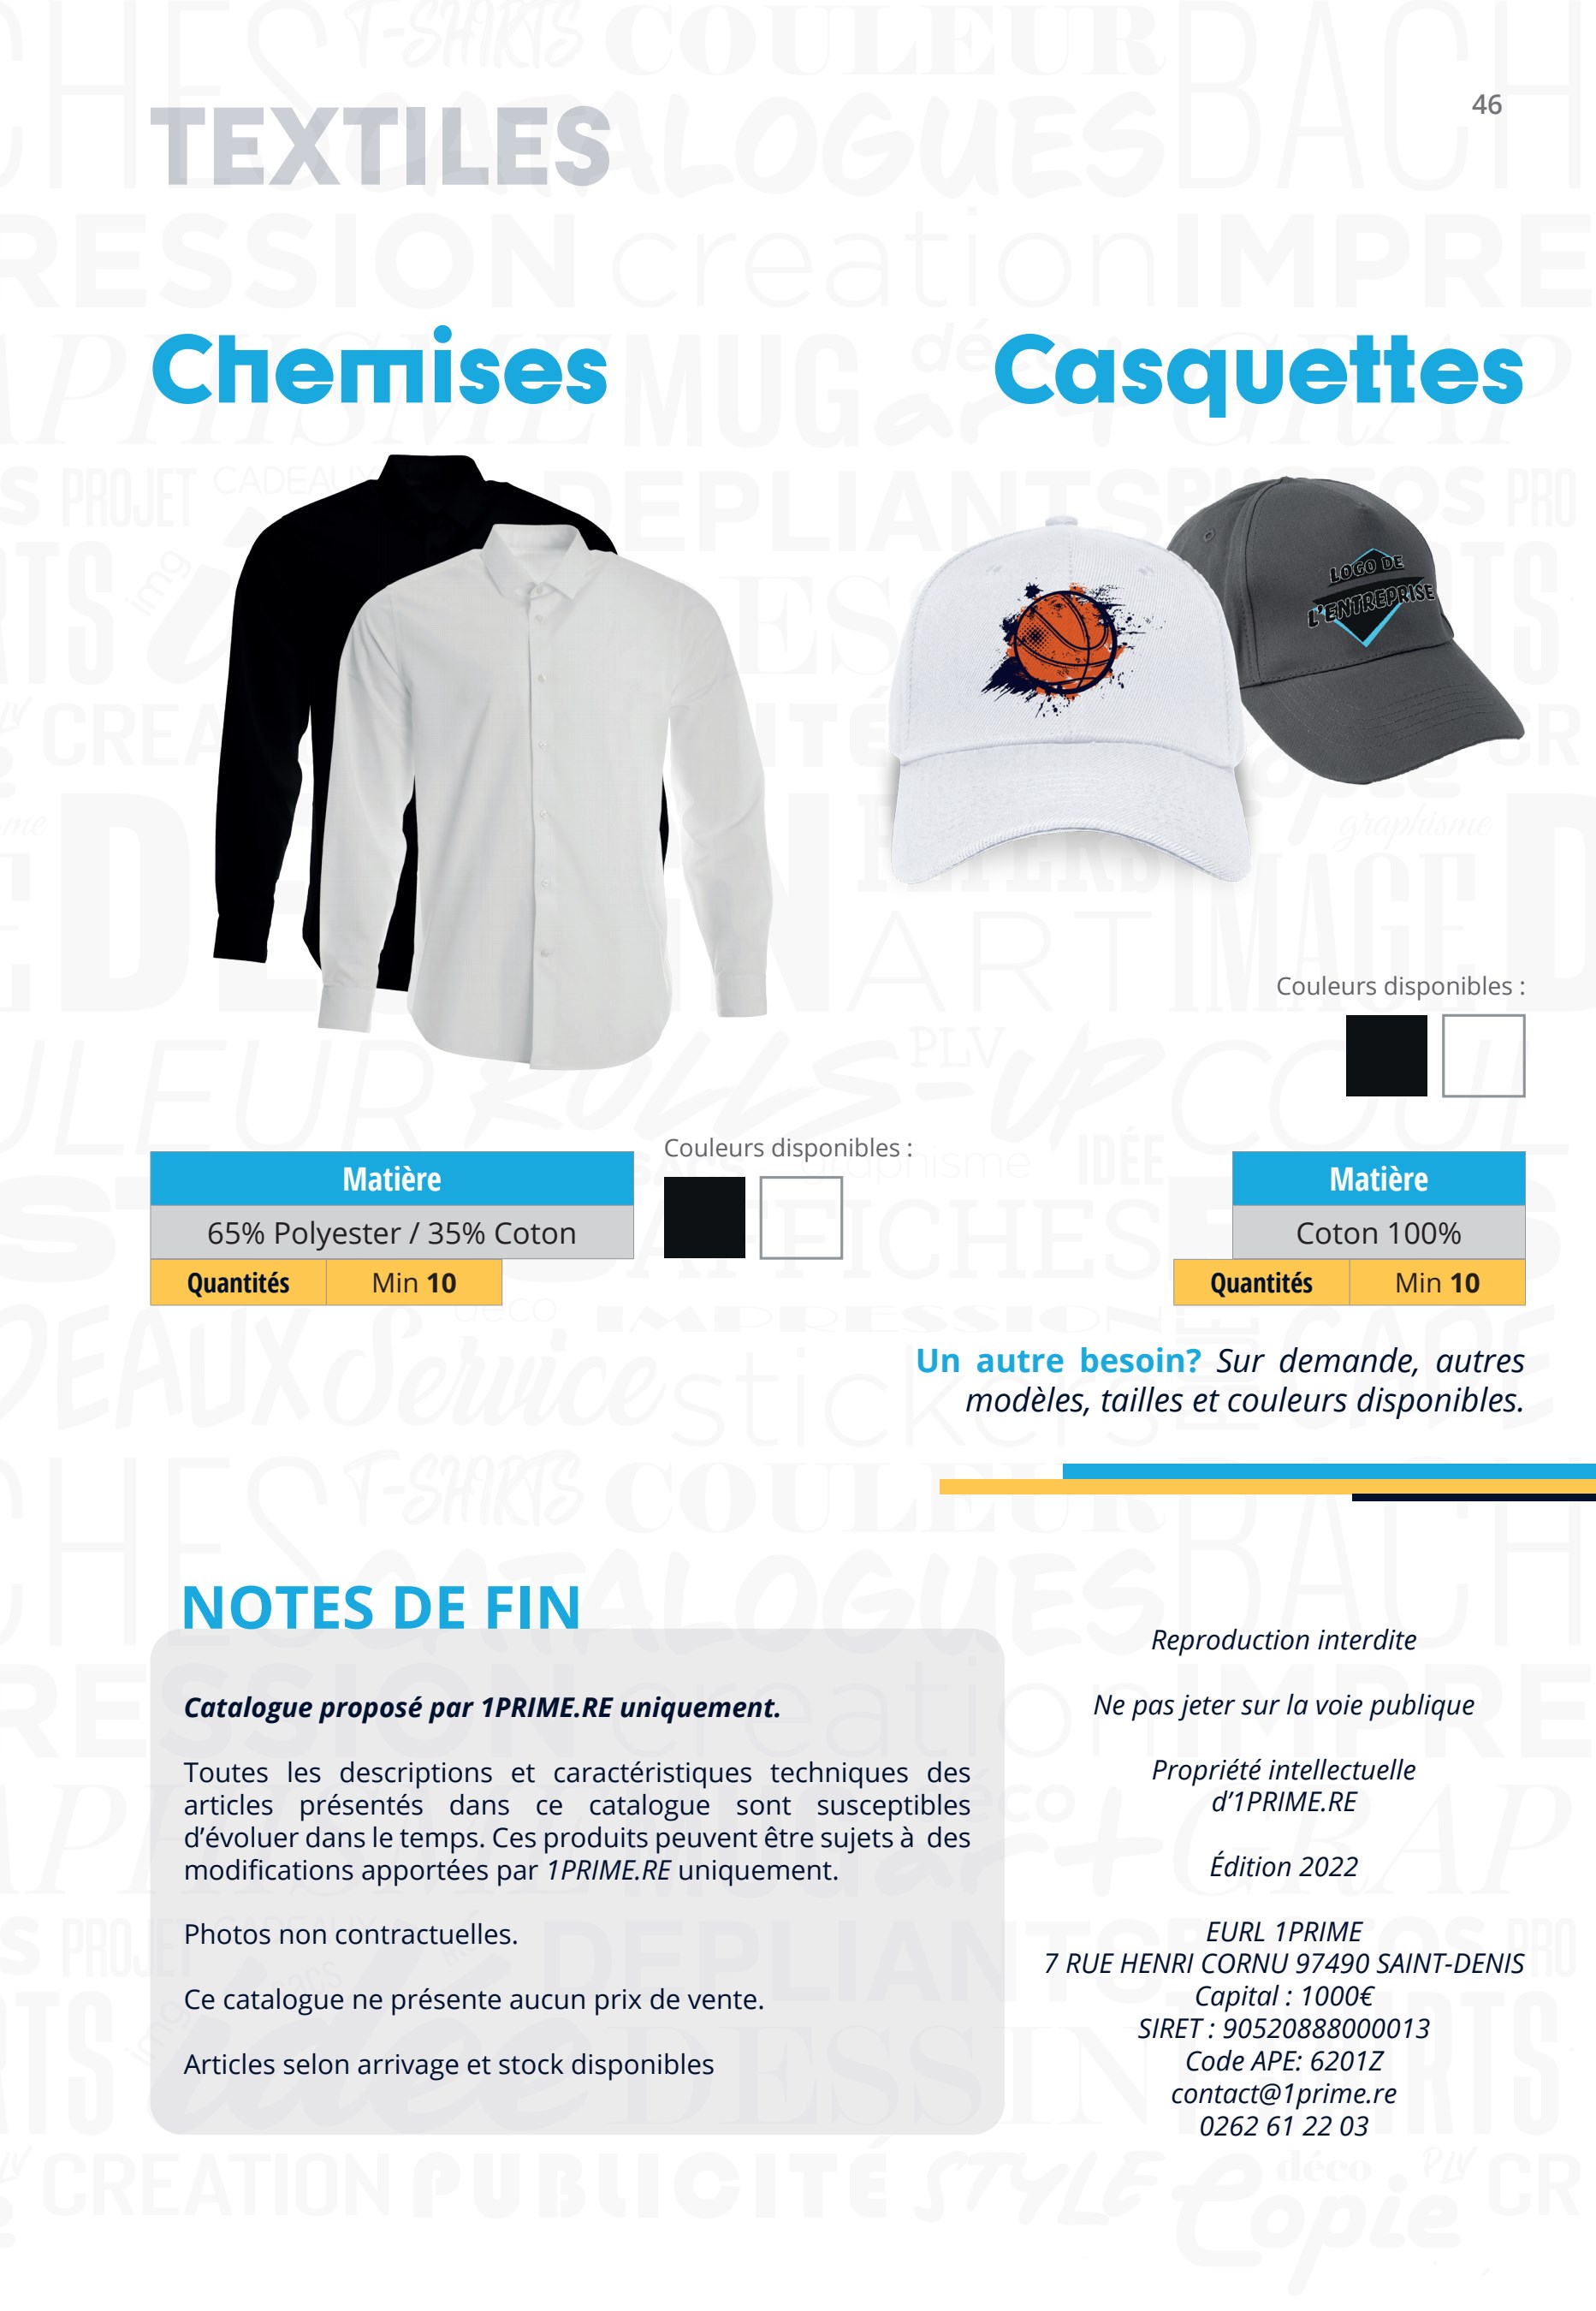 46
TEXTILES
Chemises
Casquettes
LOGO DE
L'ENTREPRISE
Couleurs disponibles :
Couleurs disponibles :
Matière
65% Polyester / 35% Coton
Quantités Min 10
Matière
Coton 100%
Quantités Min 10
Un autre besoin? Sur demande, autres
modèles, tailles et couleurs disponibles.
NOTES DE FIN
Catalogue proposé par 1PRIME.RE uniquement.
Toutes les descriptions et caractéristiques techniques des
articles présentés dans ce catalogue sont susceptibles
d’évoluer dans le temps. Ces produits peuvent être sujets à des
modifications apportées par 1PRIME.RE uniquement.
Photos non contractuelles.
Ce catalogue ne présente aucun prix de vente.
Articles selon arrivage et stock disponibles
Reproduction interdite
Ne pas jeter sur la voie publique
Propriété intellectuelle
d’1PRIME.RE
Édition 2022
EURL 1PRIME
7 RUE HENRI CORNU 97490 SAINT-DENIS
Capital : 1000€
SIRET : 90520888000013
Code APE: 6201Z
contact@1prime.re
0262 61 22 03